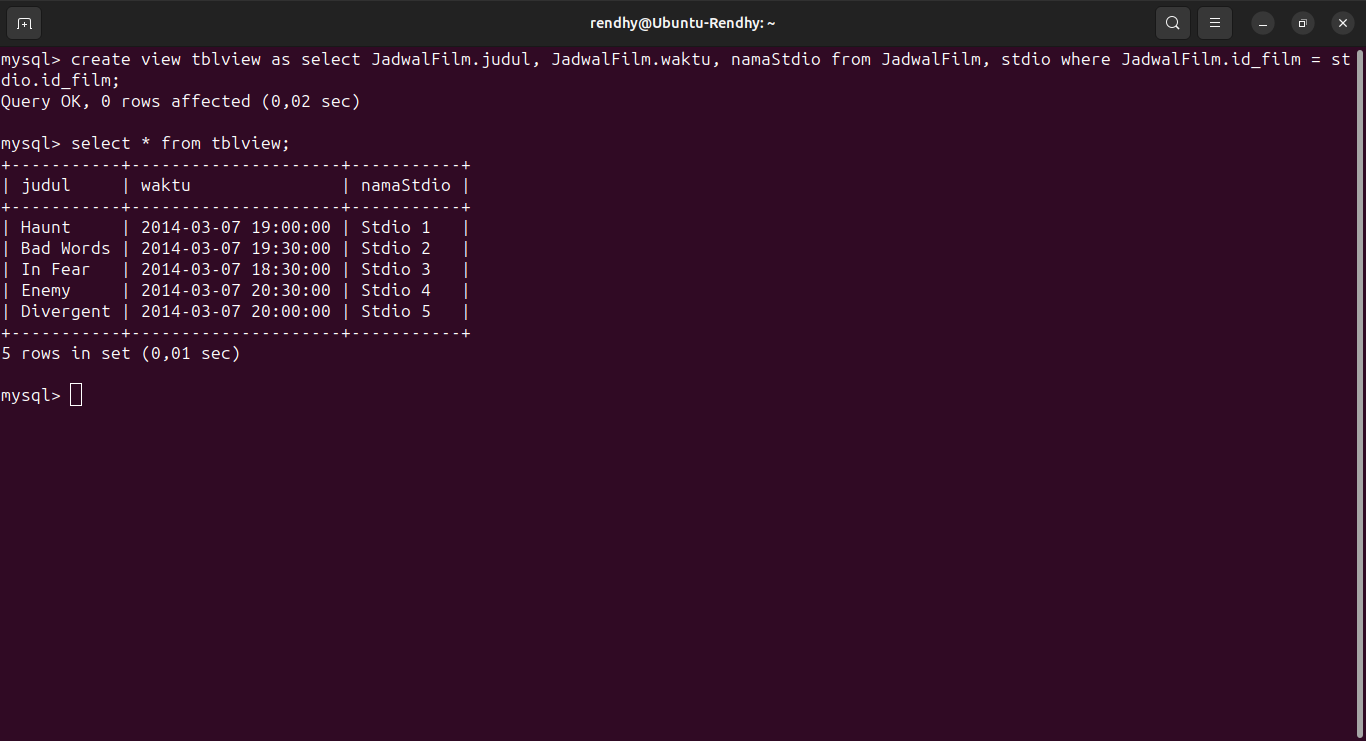 rendhy@Ubuntu-Rendhy: ~
mysql> create view tblview as select JadwalFilm.judul, JadwalFilm.waktu, namaStdio from JadwalFilm, stdio where JadwalFilm.id_film = st
dio.id_film;
Query OK, 0 rows affected (0,02 sec)
mysql> select * from tblview;
+-----------+---------------------+-----------+
| judul     | waktu               | namaStdio |
+-----------+---------------------+-----------+
| Haunt     | 2014-03-07 19:00:00 | Stdio 1   |
| Bad Words | 2014-03-07 19:30:00 | Stdio 2   |
| In Fear   | 2014-03-07 18:30:00 | Stdio 3   |
| Enemy     | 2014-03-07 20:30:00 | Stdio 4   |
| Divergent | 2014-03-07 20:00:00 | Stdio 5   |
+-----------+---------------------+-----------+
5 rows in set (0,01 sec)
mysql>